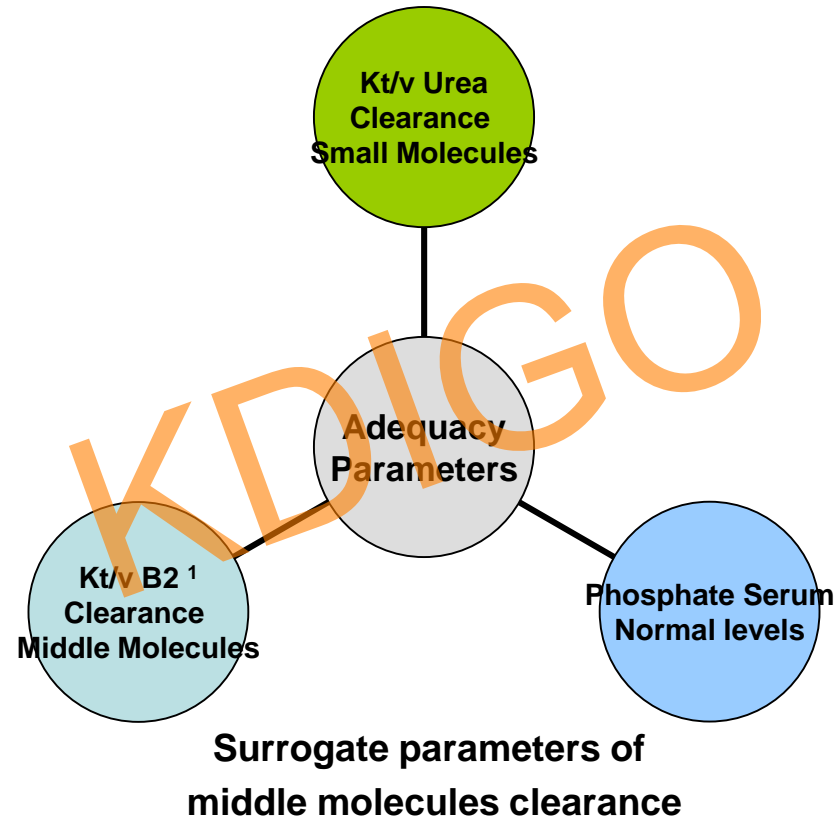 Kt/v Urea
Clearance
Small Molecules
KDIGO
Adequacy
Parameters
Kt/v B2 ¹
Clearance
Middle Molecules
Phosphate Serum
Normal levels
Surrogate parameters of
middle molecules clearance